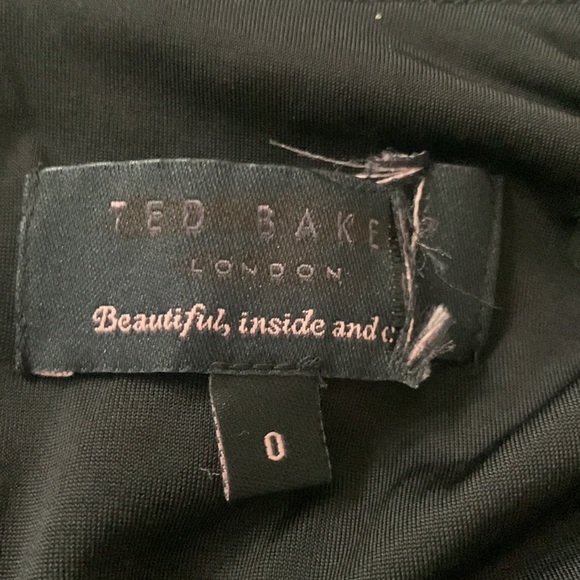 TED BAKE
LONDON
Beautiful, inside and
0